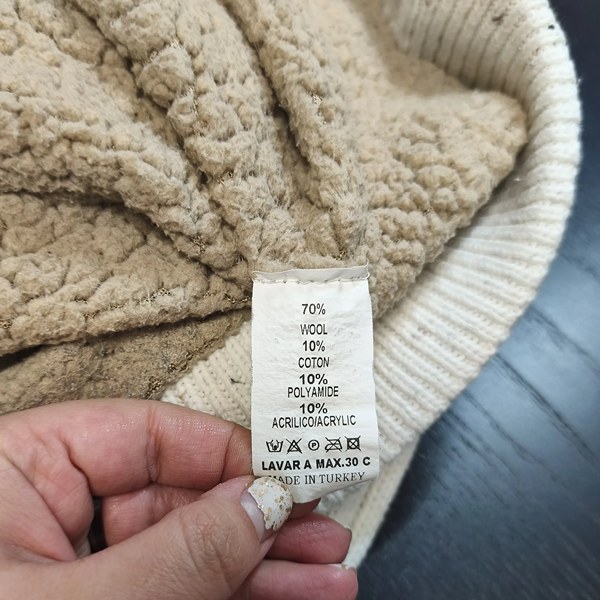 70%
WOOL
10%
COTON
10%
POLYAMIDE
10%
ACRILICO/ACRYLIC
LAVAR A MAX.30 C
MADE IN TURKEY